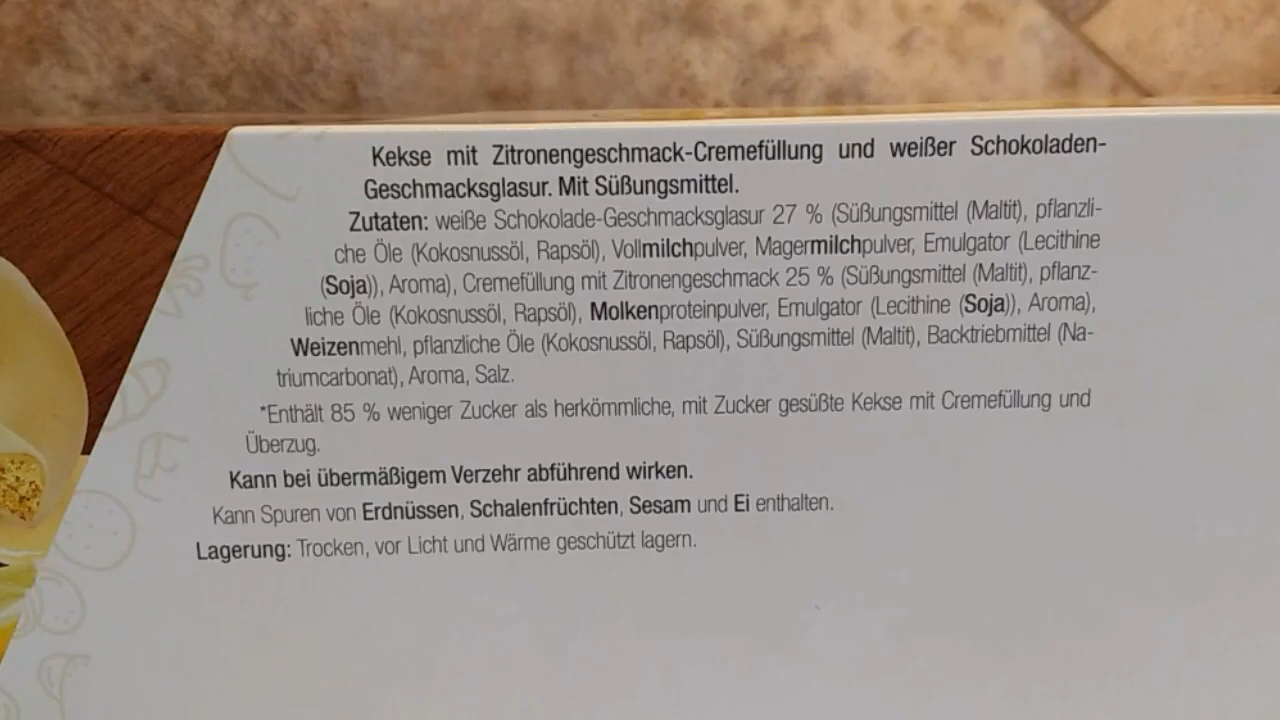 Kekse mit Zitronengeschmack-Cremefüllung und weißer Schokoladen-
Geschmacksglasur. Mit Süßungsmittel.
Zutaten: weiße Schokolade-Geschmacksglasur 27 % (Süßungsmittel (Maltit), pflanzli-
che Öle (Kokosnussöl, Rapsöl), Vollmilchpulver, Magermilchpulver, Emulgator (Lecithine
(Soja)), Aroma), Cremefüllung mit Zitronengeschmack 25 % (Süßungsmittel (Maltit), pflanz-
liche Öle (Kokosnussöl, Rapsöl), Molkenproteinpulver, Emulgator (Lecithine (Soja)), Aroma),
Weizenmehl, pflanzliche Öle (Kokosnussöl, Rapsöl), Süßungsmittel (Maltit), Backtriebmittel (Na-
triumcarbonat), Aroma, Salz.
*Enthält 85 % weniger Zucker als herkömmliche, mit Zucker gesüßte Kekse mit Cremefüllung und
Überzug.
Kann bei übermäßigem Verzehr abführend wirken.
Kann Spuren von Erdnüssen, Schalenfrüchten, Sesam und Ei enthalten.
Lagerung: Trocken, vor Licht und Wärme geschützt lagern.